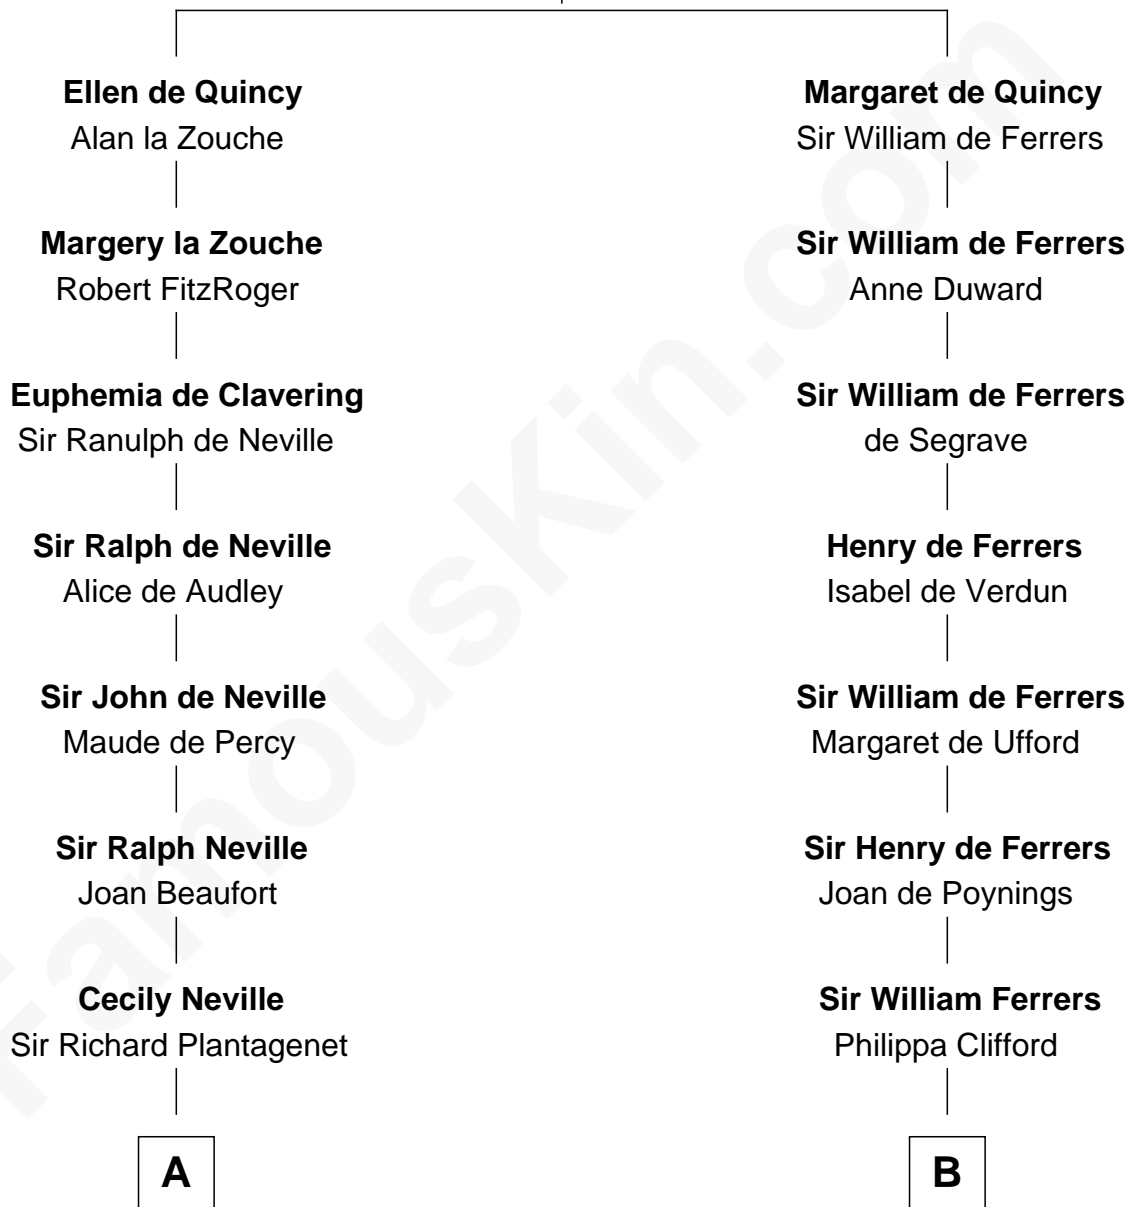 Ellen de Quincy
Alan la Zouche
Margaret de Quincy
Sir William de Ferrers
Margery la Zouche
Robert FitzRoger
Sir William de Ferrers
Anne Duward
Euphemia de Clavering
Sir Ranulph de Neville
Sir William de Ferrers
de Segrave
Sir Ralph de Neville
Alice de Audley
Henry de Ferrers
Isabel de Verdun
Sir John de Neville
Maude de Percy
Sir William de Ferrers
Margaret de Ufford
Sir Ralph Neville
Joan Beaufort
Sir Henry de Ferrers
Joan de Poynings
Cecily Neville
Sir Richard Plantagenet
Sir William Ferrers
Philippa Clifford
A
B
FamousKin.com